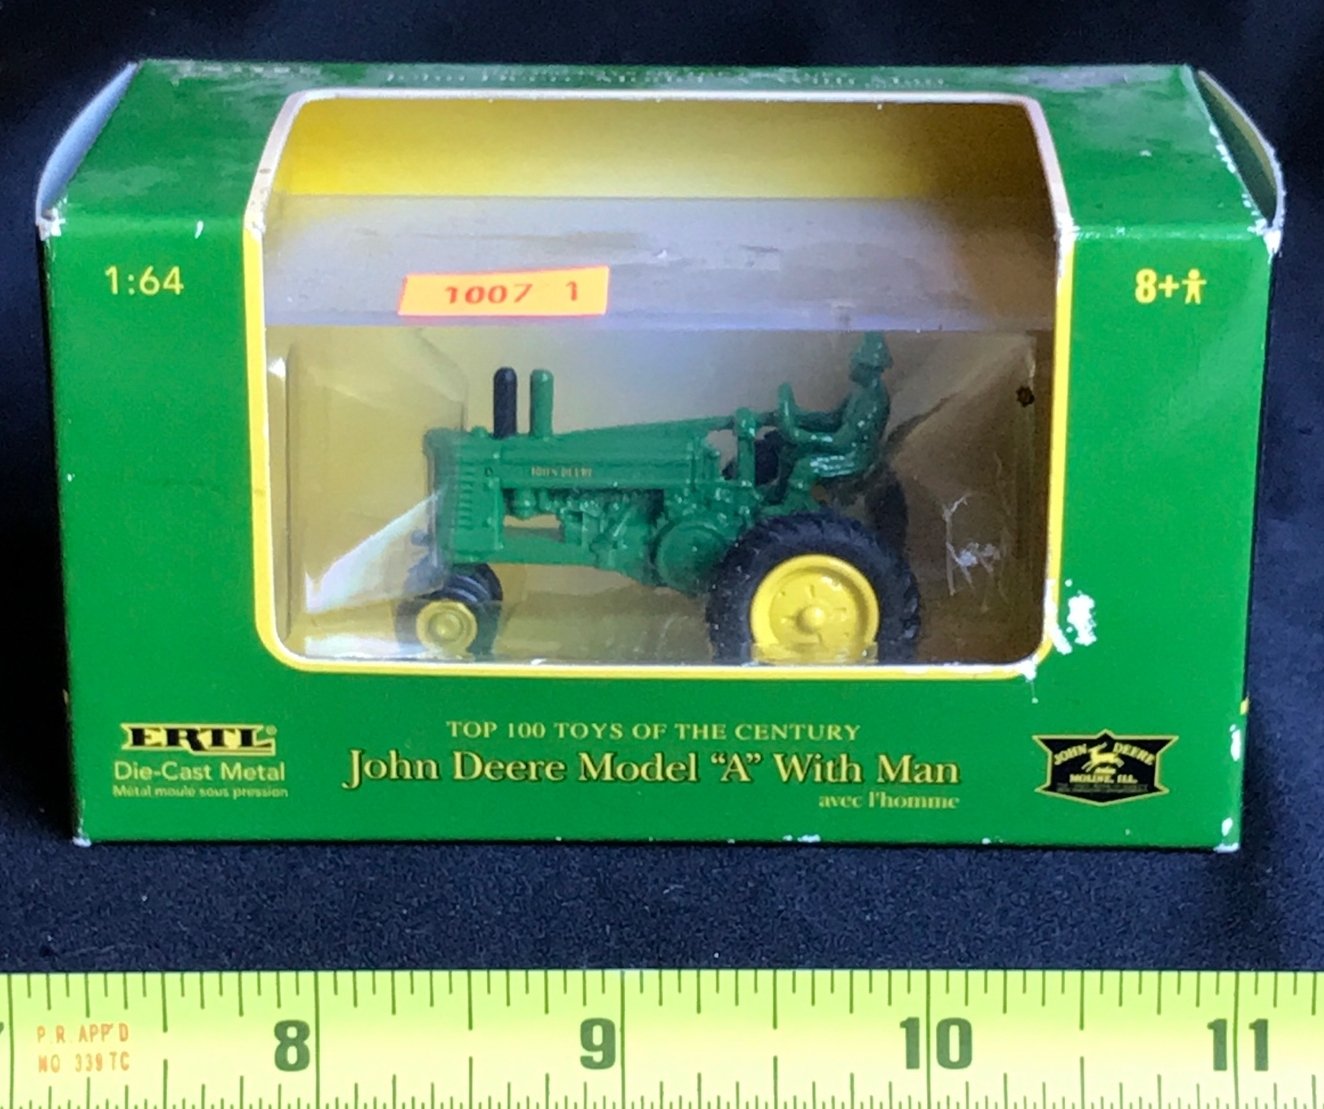 1:64
8+
1007 1
JOHN DEERE
ERTL®
Die-Cast Metal
Métal moulé sous pression
TOP 100 TOYS OF THE CENTURY
John Deere Model "A" With Man
avec l'homme
JOHN DEERE
MOLINE, ILL.
P.R. APP'D
NO 339TC
8 9 10 11